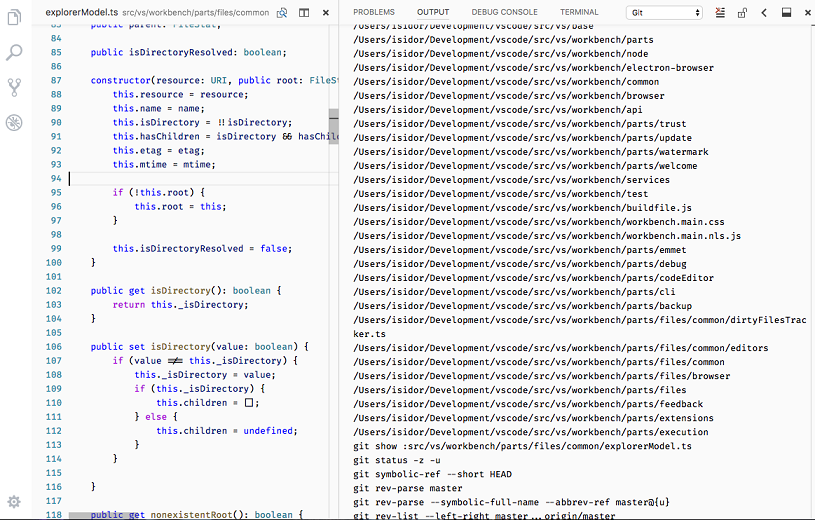 explorerModel.ts src/vs/workbench/parts/files/common
83 public parent: FileStat;
84
85 public isDirectoryResolved: boolean;
86
87 constructor(resource: URI, public root: FileSt
88 this.resource = resource;
89 this.name = name;
90 this.isDirectory = !!isDirectory;
91 this.hasChildren = isDirectory && hasChil
92 this.etag = etag;
93 this.mtime = mtime;
94
95 if (!this.root) {
96 this.root = this;
97 }
98
99 this.isDirectoryResolved = false;
100 }
101
102 public get isDirectory(): boolean {
103 return this._isDirectory;
104 }
105
106 public set isDirectory(value: boolean) {
107 if (value !== this._isDirectory) {
108 this._isDirectory = value;
109 if (this._isDirectory) {
110 this.children = [];
111 } else {
112 this.children = undefined;
113 }
114 }
115
116 }
117
118 public get nonexistentRoot(): boolean {
PROBLEMS OUTPUT DEBUG CONSOLE TERMINAL Git
/Users/isidor/Development/vscode/src/vs/base
/Users/isidor/Development/vscode/src/vs/workbench/parts
/Users/isidor/Development/vscode/src/vs/workbench/node
/Users/isidor/Development/vscode/src/vs/workbench/electron-browser
/Users/isidor/Development/vscode/src/vs/workbench/common
/Users/isidor/Development/vscode/src/vs/workbench/browser
/Users/isidor/Development/vscode/src/vs/workbench/api
/Users/isidor/Development/vscode/src/vs/workbench/parts/trust
/Users/isidor/Development/vscode/src/vs/workbench/parts/update
/Users/isidor/Development/vscode/src/vs/workbench/parts/watermark
/Users/isidor/Development/vscode/src/vs/workbench/parts/welcome
/Users/isidor/Development/vscode/src/vs/workbench/services
/Users/isidor/Development/vscode/src/vs/workbench/test
/Users/isidor/Development/vscode/src/vs/workbench/buildfile.js
/Users/isidor/Development/vscode/src/vs/workbench/workbench.main.css
/Users/isidor/Development/vscode/src/vs/workbench/workbench.main.nls.js
/Users/isidor/Development/vscode/src/vs/workbench/parts/emmet
/Users/isidor/Development/vscode/src/vs/workbench/parts/debug
/Users/isidor/Development/vscode/src/vs/workbench/parts/codeEditor
/Users/isidor/Development/vscode/src/vs/workbench/parts/cli
/Users/isidor/Development/vscode/src/vs/workbench/parts/backup
/Users/isidor/Development/vscode/src/vs/workbench/parts/files/common/dirtyFilesTrac
ker.ts
/Users/isidor/Development/vscode/src/vs/workbench/parts/files/common/editors
/Users/isidor/Development/vscode/src/vs/workbench/parts/files/common
/Users/isidor/Development/vscode/src/vs/workbench/parts/files/browser
/Users/isidor/Development/vscode/src/vs/workbench/parts/files
/Users/isidor/Development/vscode/src/vs/workbench/parts/feedback
/Users/isidor/Development/vscode/src/vs/workbench/parts/extensions
/Users/isidor/Development/vscode/src/vs/workbench/parts/execution
git show :src/vs/workbench/parts/files/common/explorerModel.ts
git status -z -u
git symbolic-ref --short HEAD
git rev-parse master
git rev-parse --symbolic-full-name --abbrev-ref master@{u}
git rev-list --left-right master...origin/master